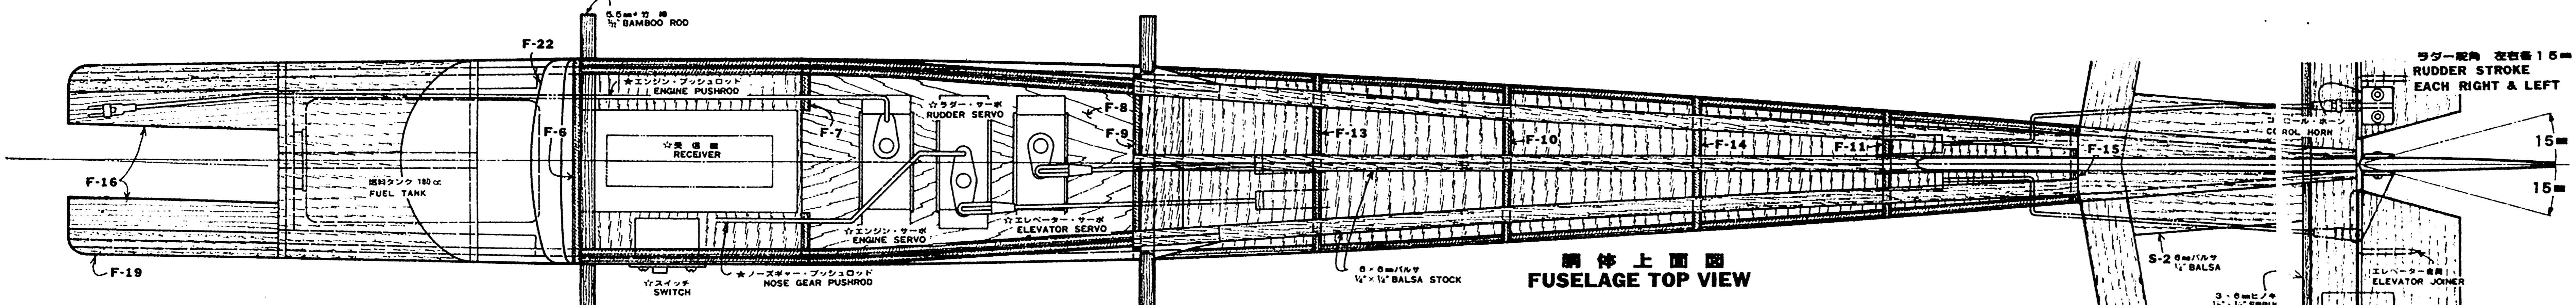 5.5㎜φ竹棒
7/32" BAMBOO ROD
F-22
☆エンジン・プッシュロッド
ENGINE PUSHROD
F-6
F-7
☆ラダー・サーボ
RUDDER SERVO
F-8
F-9
F-13
F-10
F-14
F-11
F-15
コントロール・ホーン
ラダー舵角 左右各15㎜
RUDDER STROKE
EACH RIGHT & LEFT
15㎜
15㎜
F-16
燃料タンク 180cc
FUEL TANK
☆受信機
RECEIVER
F-19
☆スイッチ
SWITCH
☆ノーズギャー・プッシュロッド
NOSE GEAR PUSHROD
☆エンジン・サーボ
ENGINE SERVO
☆エレベーター・サーボ
ELEVATOR SERVO
6×6㎜バルサ
¼"×¼" BALSA STOCK
胴体上面図
FUSELAGE TOP VIEW
S-2 6㎜バルサ
¼" BALSA
エレベーター金具
ELEVATOR JOINER